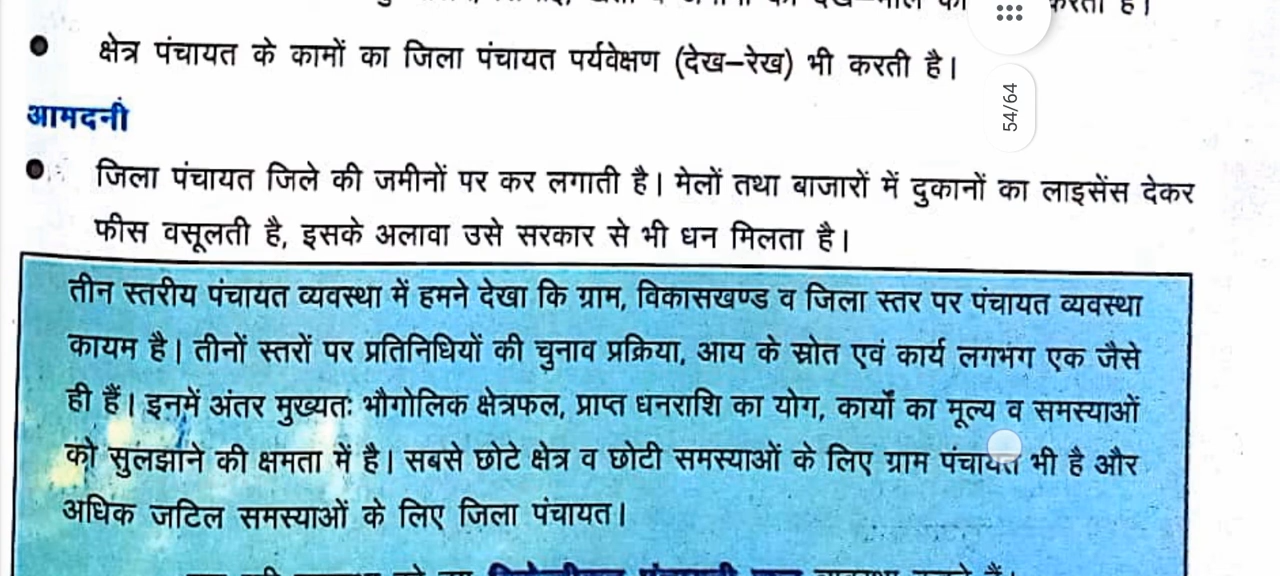 करता है।
क्षेत्र पंचायत के कामों का जिला पंचायत पर्यवेक्षण (देख–रेख) भी करती है।
54/64
आमदनी
जिला पंचायत जिले की जमीनों पर कर लगाती है। मेलों तथा बाजारों में दुकानों का लाइसेंस देकर
फीस वसूलती है, इसके अलावा उसे सरकार से भी धन मिलता है।
तीन स्तरीय पंचायत व्यवस्था में हमने देखा कि ग्राम, विकासखण्ड व जिला स्तर पर पंचायत व्यवस्था
कायम है। तीनों स्तरों पर प्रतिनिधियों की चुनाव प्रक्रिया, आय के स्रोत एवं कार्य लगभग एक जैसे
ही हैं। इनमें अंतर मुख्यतः भौगोलिक क्षेत्रफल, प्राप्त धनराशि का योग, कार्यों का मूल्य व समस्याओं
को सुलझाने की क्षमता में है। सबसे छोटे क्षेत्र व छोटी समस्याओं के लिए ग्राम पंचायत भी है और
अधिक जटिल समस्याओं के लिए जिला पंचायत।